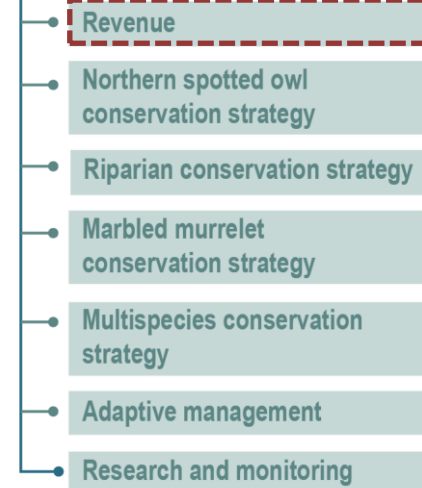 Revenue
Northern spotted owl
conservation strategy
Riparian conservation strategy
Marbled murrelet
conservation strategy
Multispecies conservation
strategy
Adaptive management
Research and monitoring